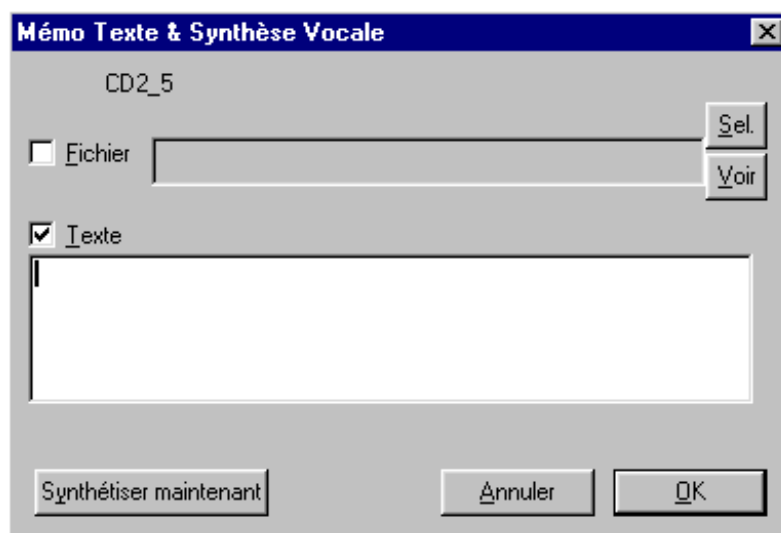 Mémo Texte & Synthèse Vocale
CD2_5
Sel.
Fichier
Voir
Texte
Synthétiser maintenant
Annuler
OK